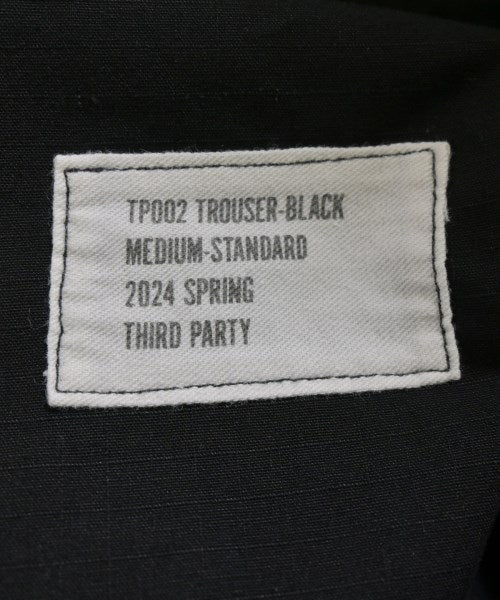 TP002 TROUSER-BLACK
MEDIUM-STANDARD
2024 SPRING
THIRD PARTY